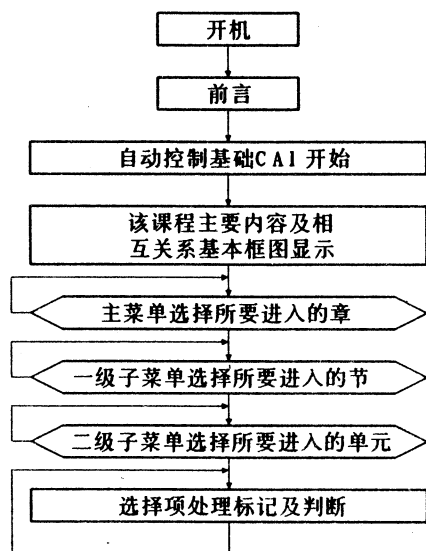 开机
前言
自动控制基础CAI开始
该课程主要内容及相
互关系基本框图显示
主菜单选择所要进入的章
一级子菜单选择所要进入的节
二级子菜单选择所要进入的单元
选择项处理标记及判断